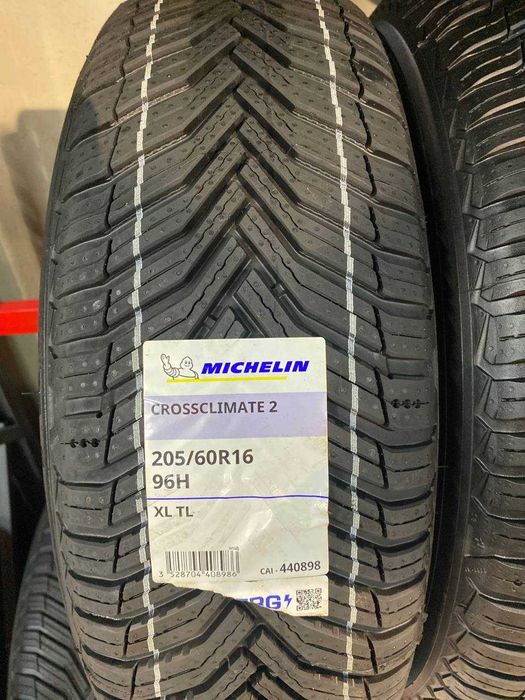 MICHELIN
CROSSCLIMATE 2
205/60R16
96H
XL TL
3 528704 408986
CAI - 440898